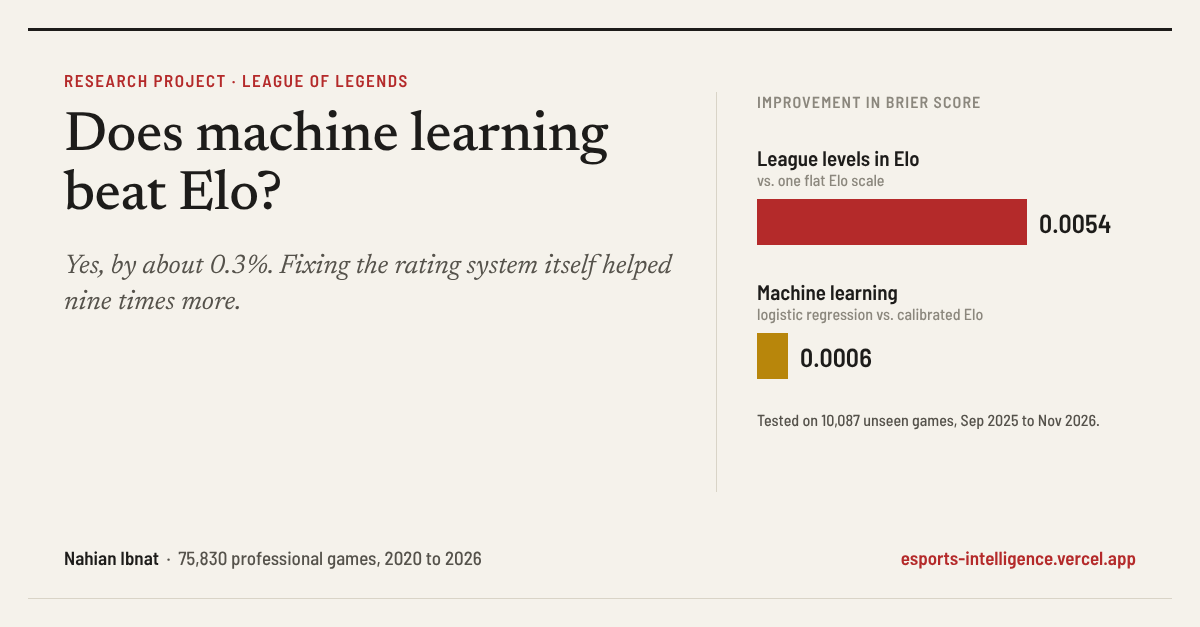 RESEARCH PROJECT · LEAGUE OF LEGENDS
Does machine learning
beat Elo?
Yes, by about 0.3%. Fixing the rating system itself helped
nine times more.
IMPROVEMENT IN BRIER SCORE
League levels in Elo
vs. one flat Elo scale
0.0054
Machine learning
logistic regression vs. calibrated Elo
0.0006
Tested on 10,087 unseen games, Sep 2025 to Nov 2026.
Nahian Ibnat · 75,830 professional games, 2020 to 2026
esports-intelligence.vercel.app